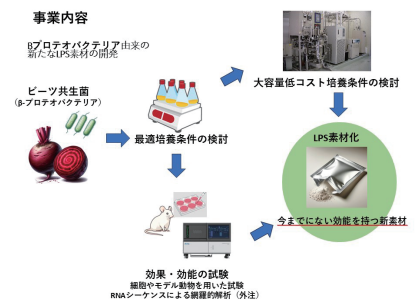 事業内容
Bプロテオバクテリア由来の
新たなLPS素材の開発
ビーツ共生菌
(β-プロテオバクテリア)
最適培養条件の検討
大容量低コスト培養条件の検討
LPS素材化
今までにない効能を持つ新素材
効果・効能の試験
細胞やモデル動物を用いた試験
RNAシーケンスによる網羅的解析（外注）